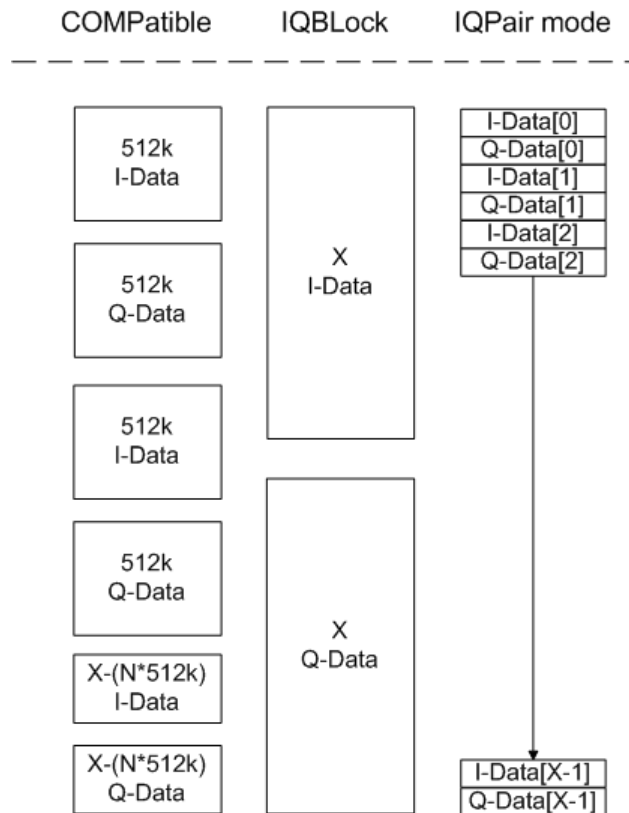 COMPatible
IQBLock
IQPair mode
512k
I-Data
512k
Q-Data
512k
I-Data
512k
Q-Data
X-(N*512k)
I-Data
X-(N*512k)
Q-Data
X
I-Data
X
Q-Data
I-Data[0]
Q-Data[0]
I-Data[1]
Q-Data[1]
I-Data[2]
Q-Data[2]
I-Data[X-1]
Q-Data[X-1]